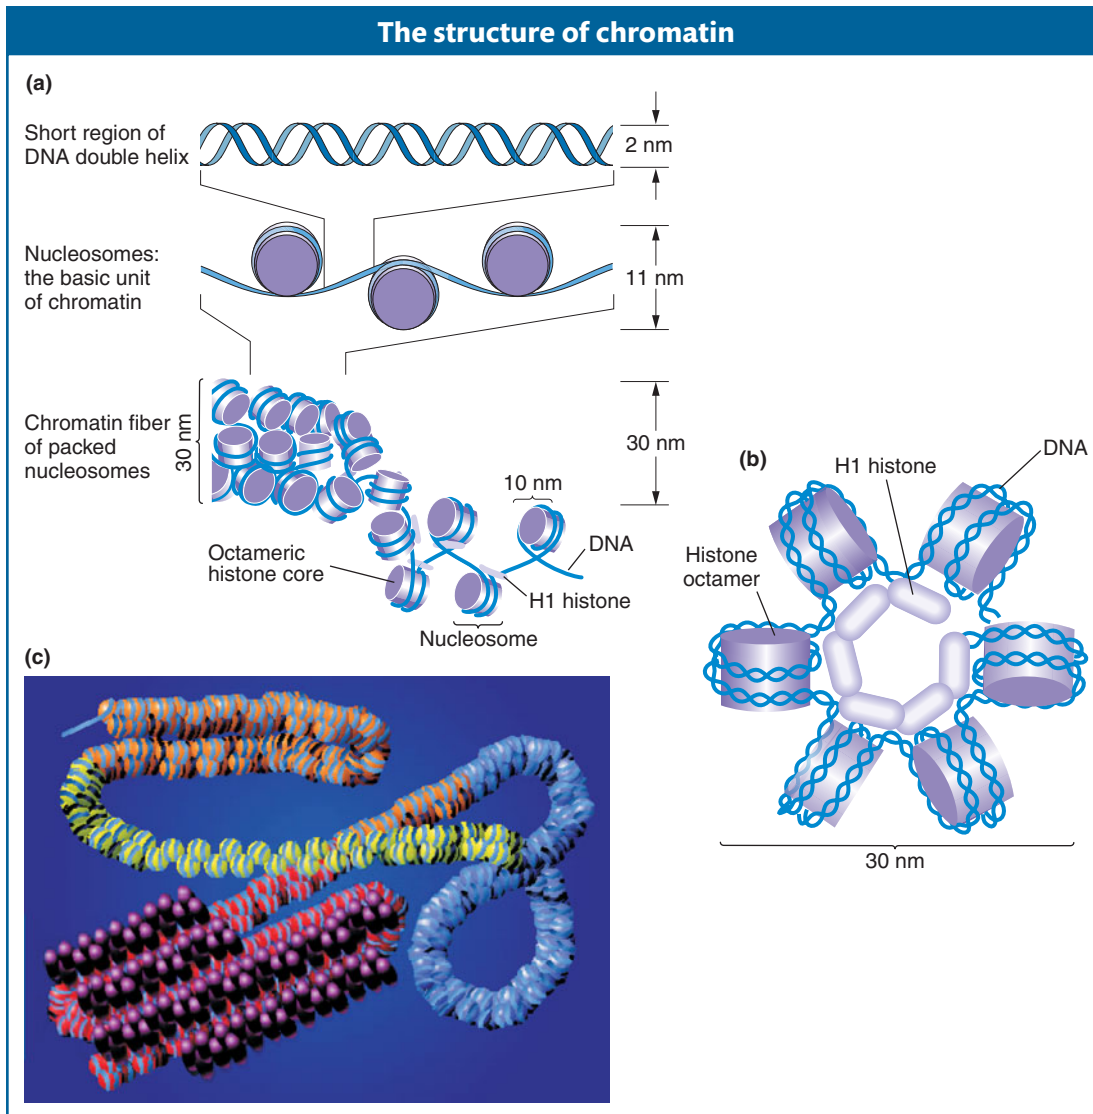 The structure of chromatin
(a)
Short region of
DNA double helix
2 nm
Nucleosomes:
the basic unit
of chromatin
11 nm
Chromatin fiber
of packed
nucleosomes
30 nm
30 nm
10 nm
Octameric
histone core
DNA
H1 histone
Nucleosome
(b)
H1 histone
DNA
Histone
octamer
30 nm
(c)